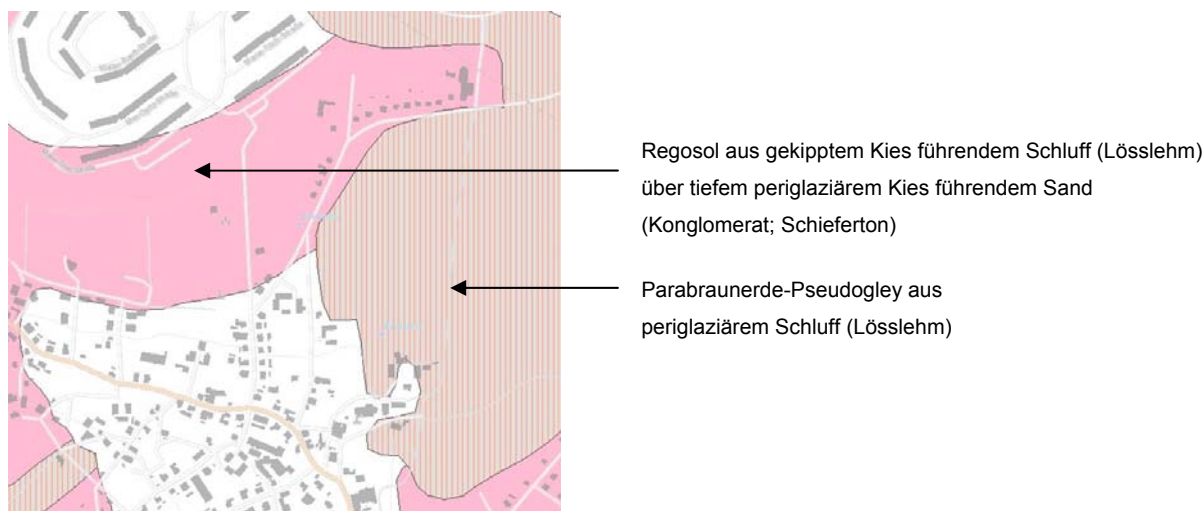 Regosol aus gekipptem Kies führendem Schluff (Lösslehm)
über tiefem periglaziärem Kies führendem Sand
(Konglomerat; Schieferton)
Parabraunerde-Pseudogley aus
periglaziärem Schluff (Lösslehm)